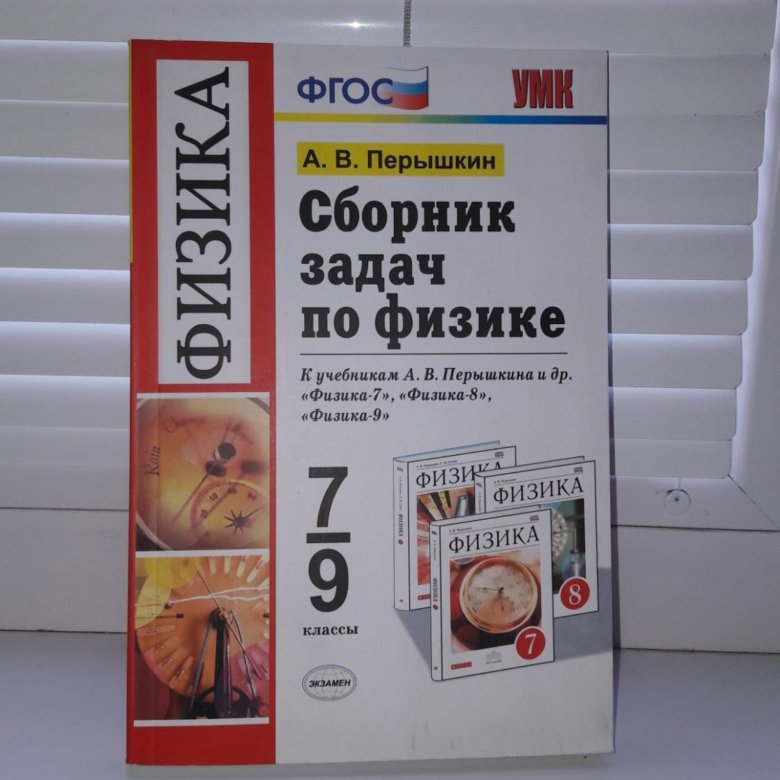 ФИЗИКА
ФГОС
УМК
А. В. Перышкин
Сборник
задач
по физике
К учебникам А. В. Перышкина и др.
«Физика-7», «Физика-8»,
«Физика-9»
7
9
классы
ЭКЗАМЕН
Rain
ФИЗИКА
ФИЗИКА
8
ФИЗИКА
7